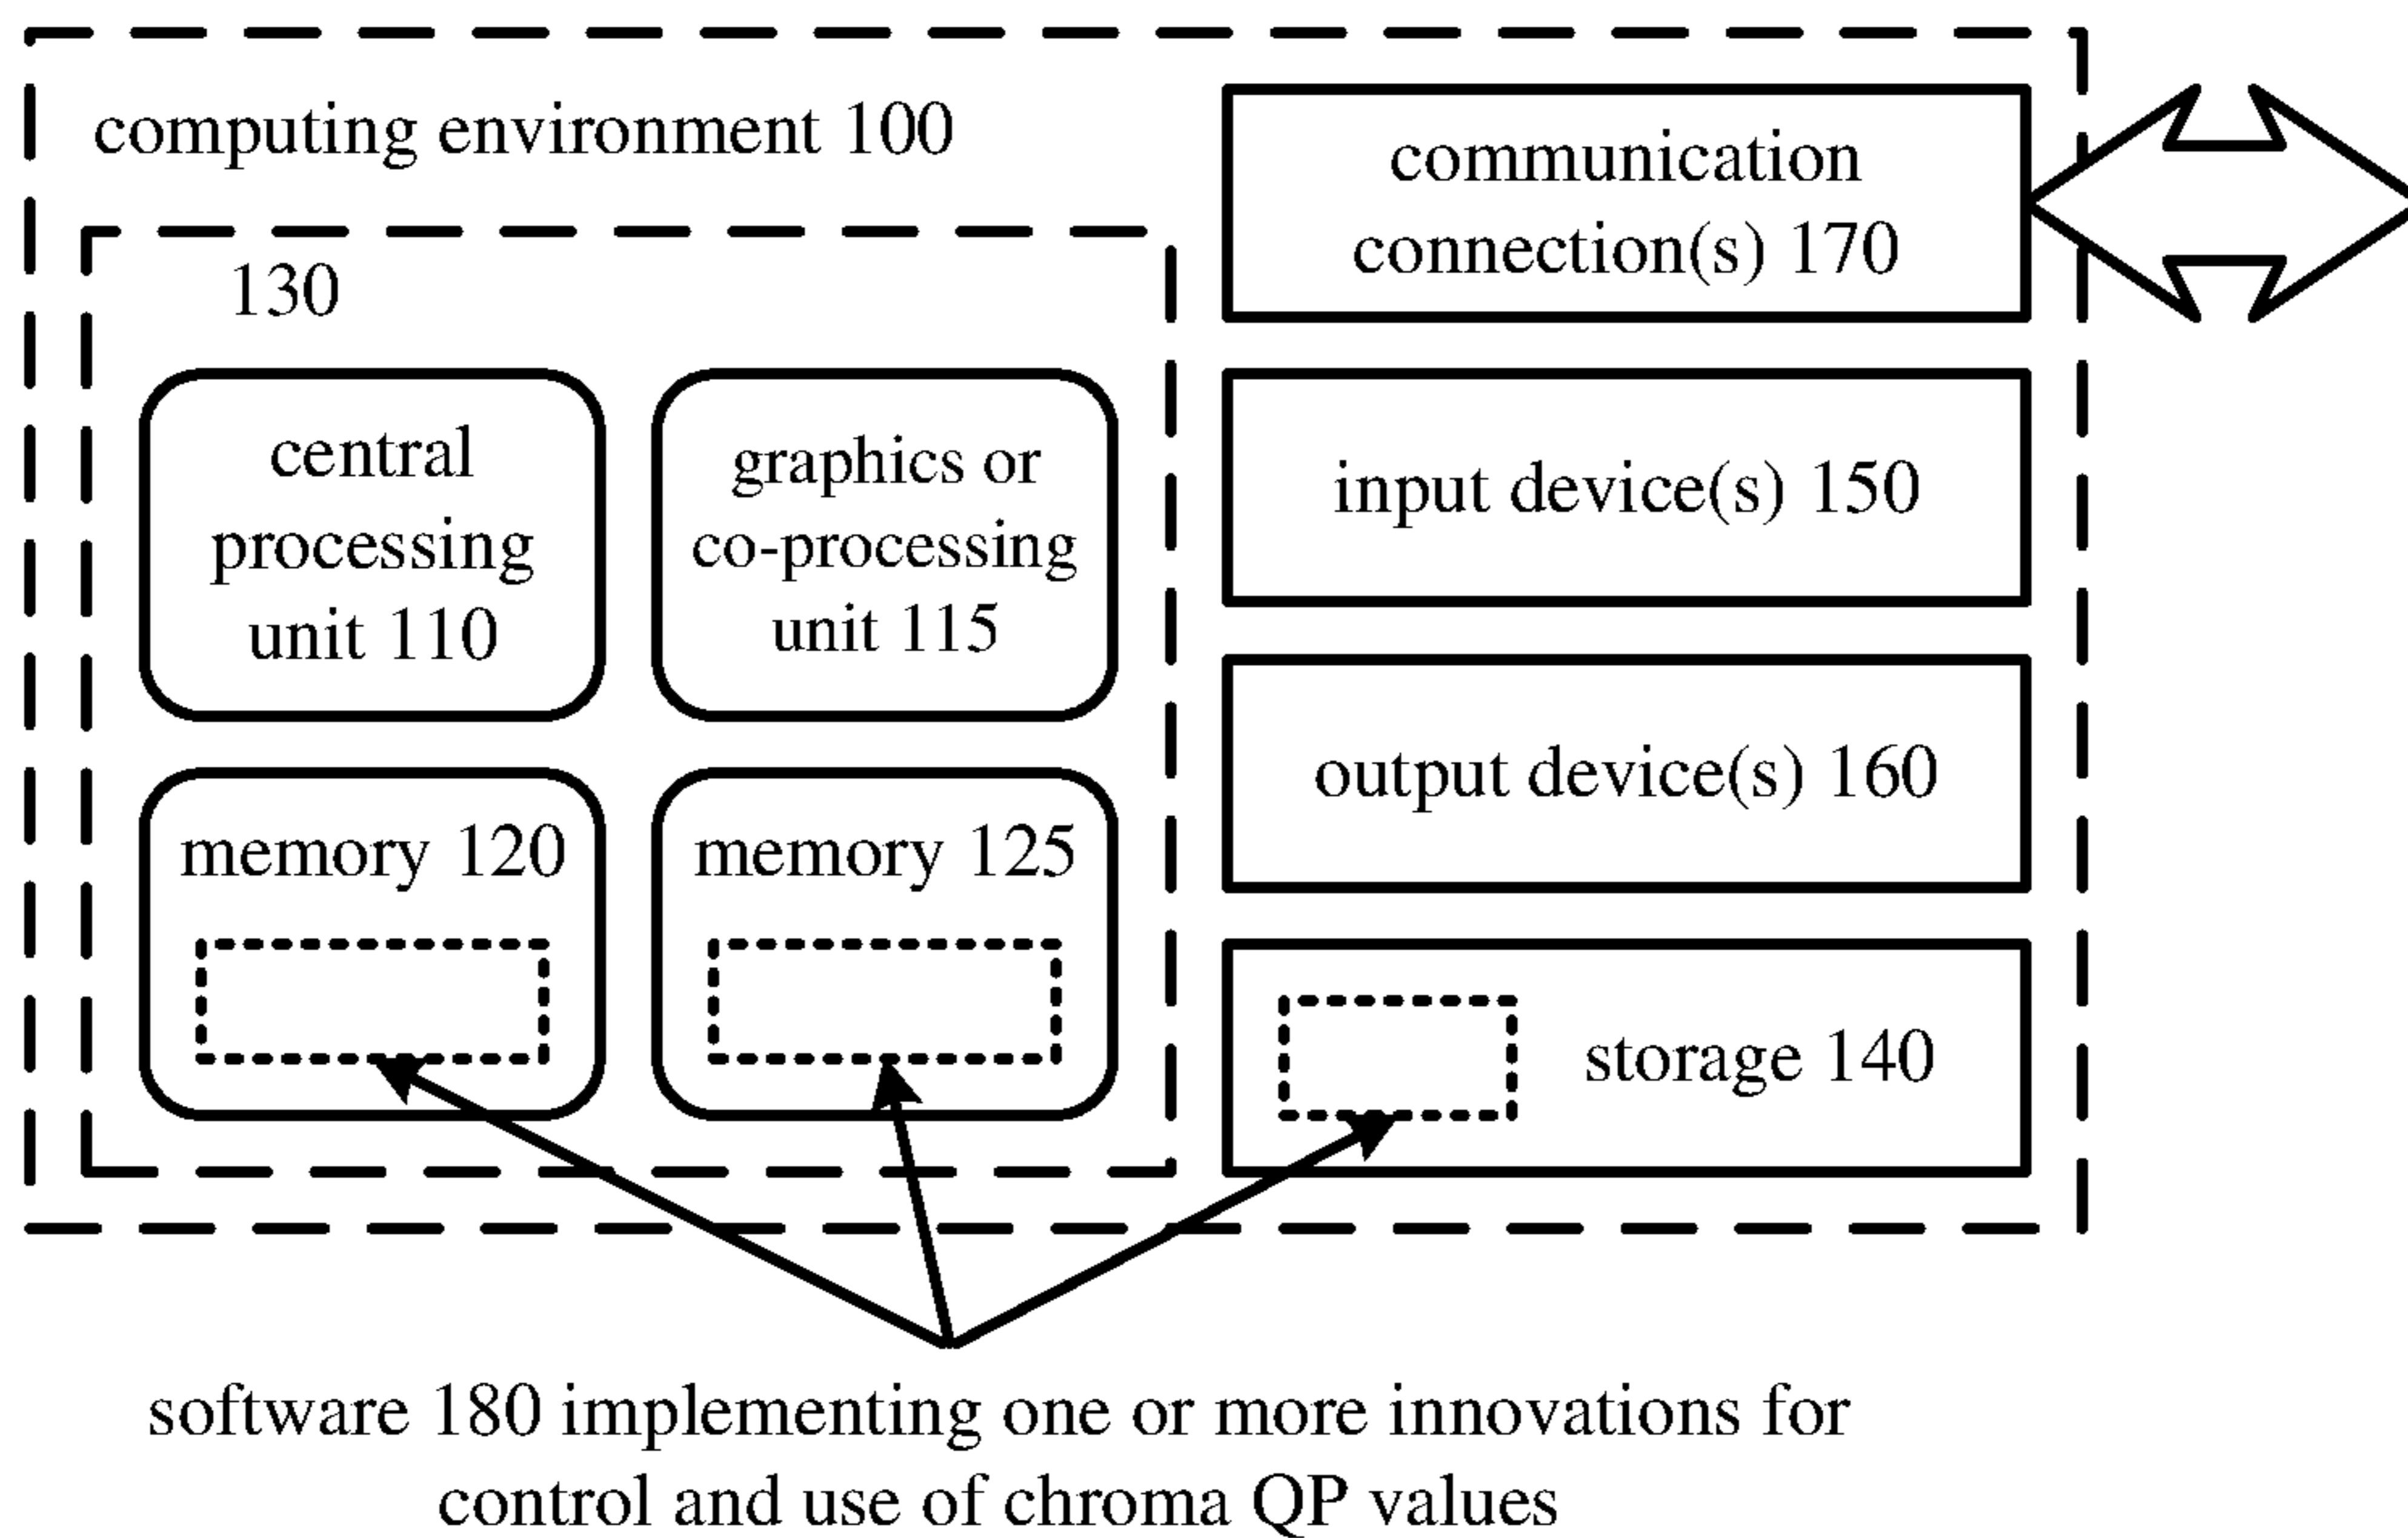 computing environment 100
130
central
processing
unit 110
graphics or
co-processing
unit 115
memory 120
memory 125
communication
connection(s) 170
input device(s) 150
output device(s) 160
storage 140
software 180 implementing one or more innovations for
control and use of chroma QP values